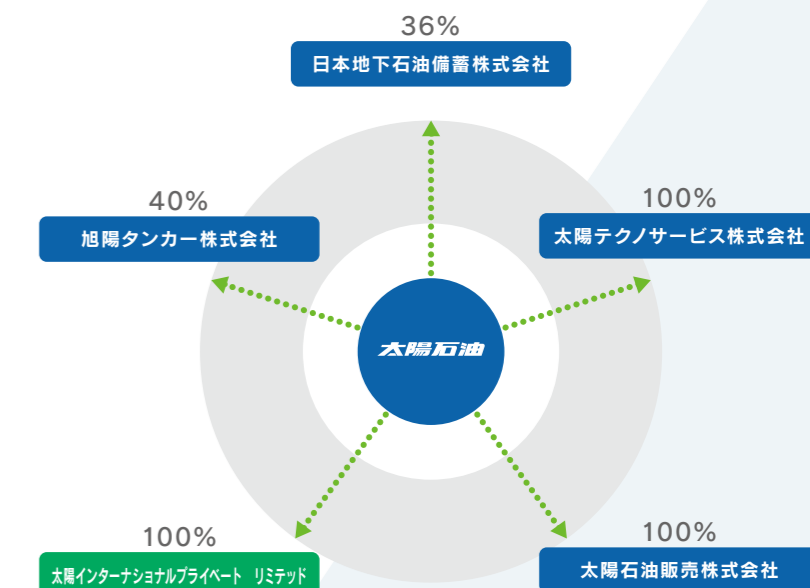 36%
日本地下石油備蓄株式会社
40%
旭陽タンカー株式会社
100%
太陽テクノサービス株式会社
太陽石油
100%
太陽インターナショナルプライベート リミテッド
100%
太陽石油販売株式会社